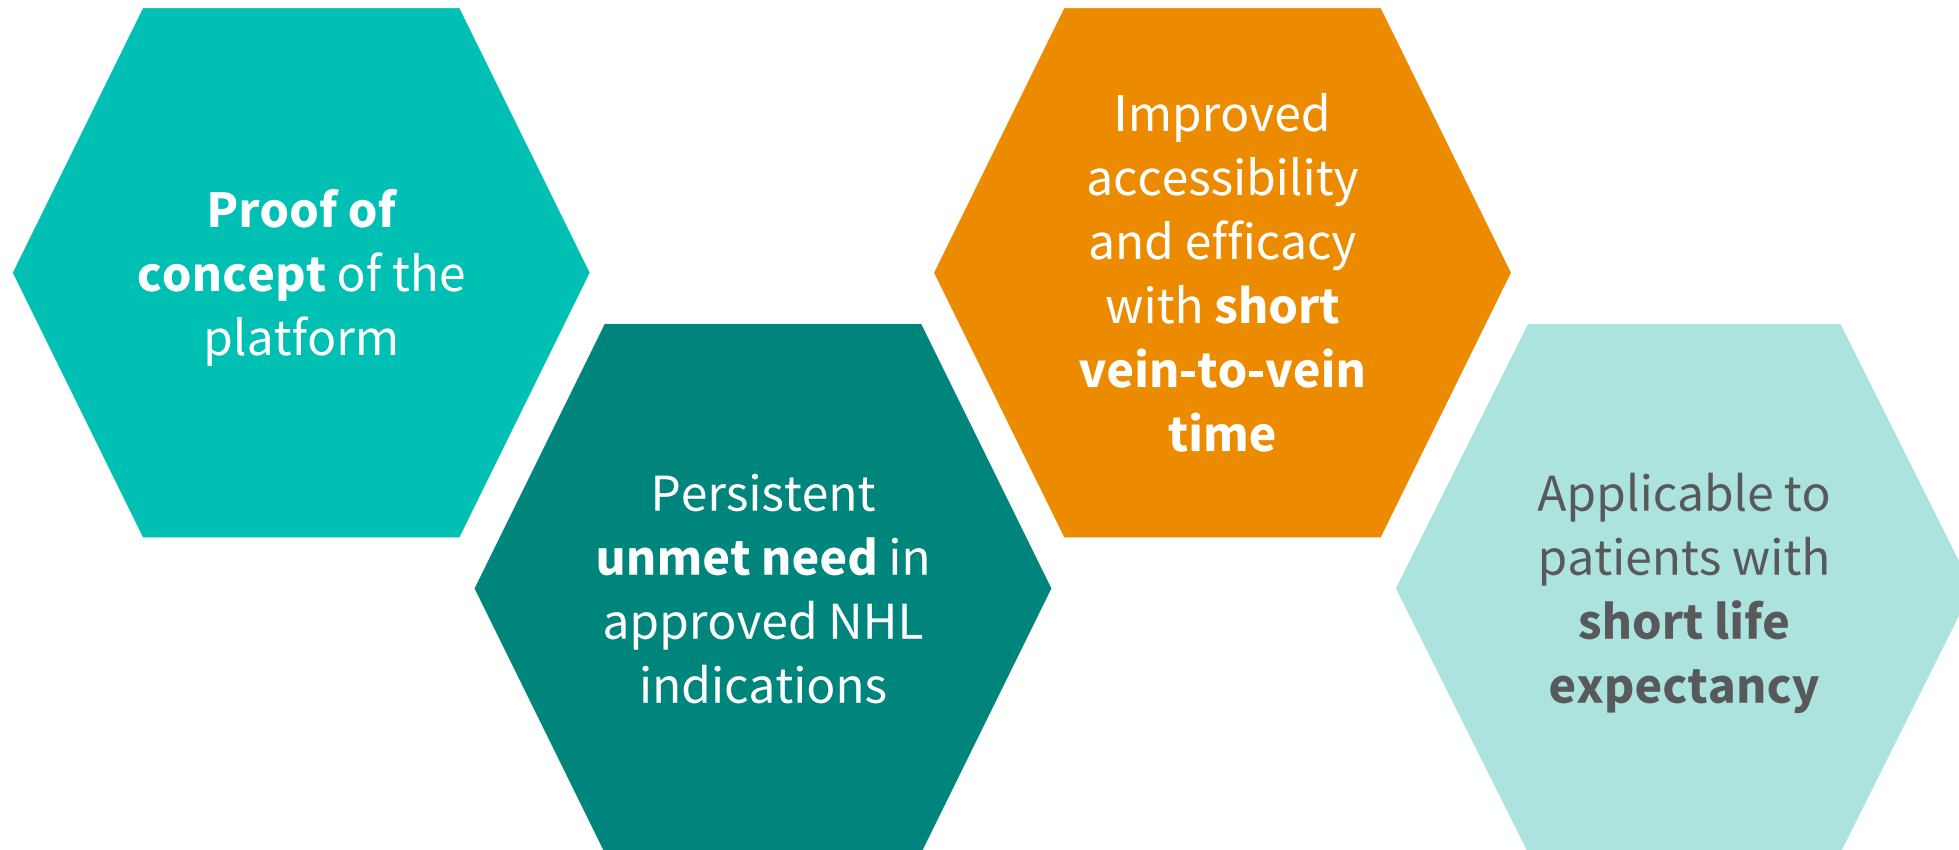 Proof of
concept of the
platform
Persistent
unmet need in
approved NHL
indications
Improved
accessibility
and efficacy
with short
vein-to-vein
time
Applicable to
patients with
short life
expectancy